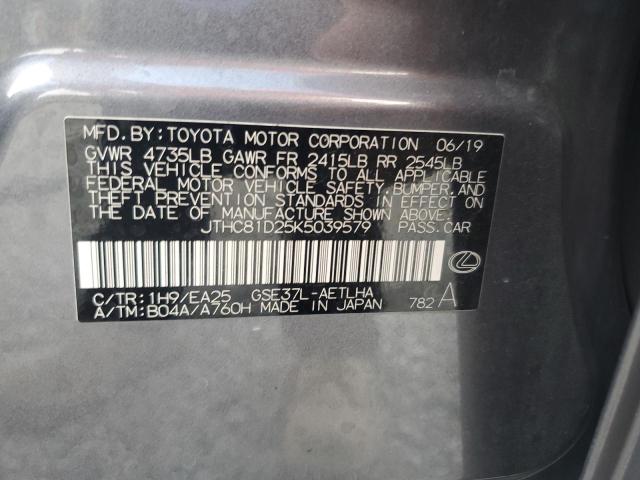 MFD.BY:TOYOTA MOTOR CORPORATION 06/19
GVWR 4735LB GAWR FR 2415LB RR 2545LB
THIS VEHICLE CONFORMS TO ALL APPLICABLE
FEDERAL MOTOR VEHICLE SAFETY, BUMPER, AND
THEFT PREVENTION STANDARDS IN EFFECT ON
THE DATE OF MANUFACTURE SHOWN ABOVE.
JTHC81D25K5039579 PASS.CAR
C/TR:1H9/EA25 GSE37L-AETLHA
A/TM:B04A/A760H MADE IN JAPAN 782 A